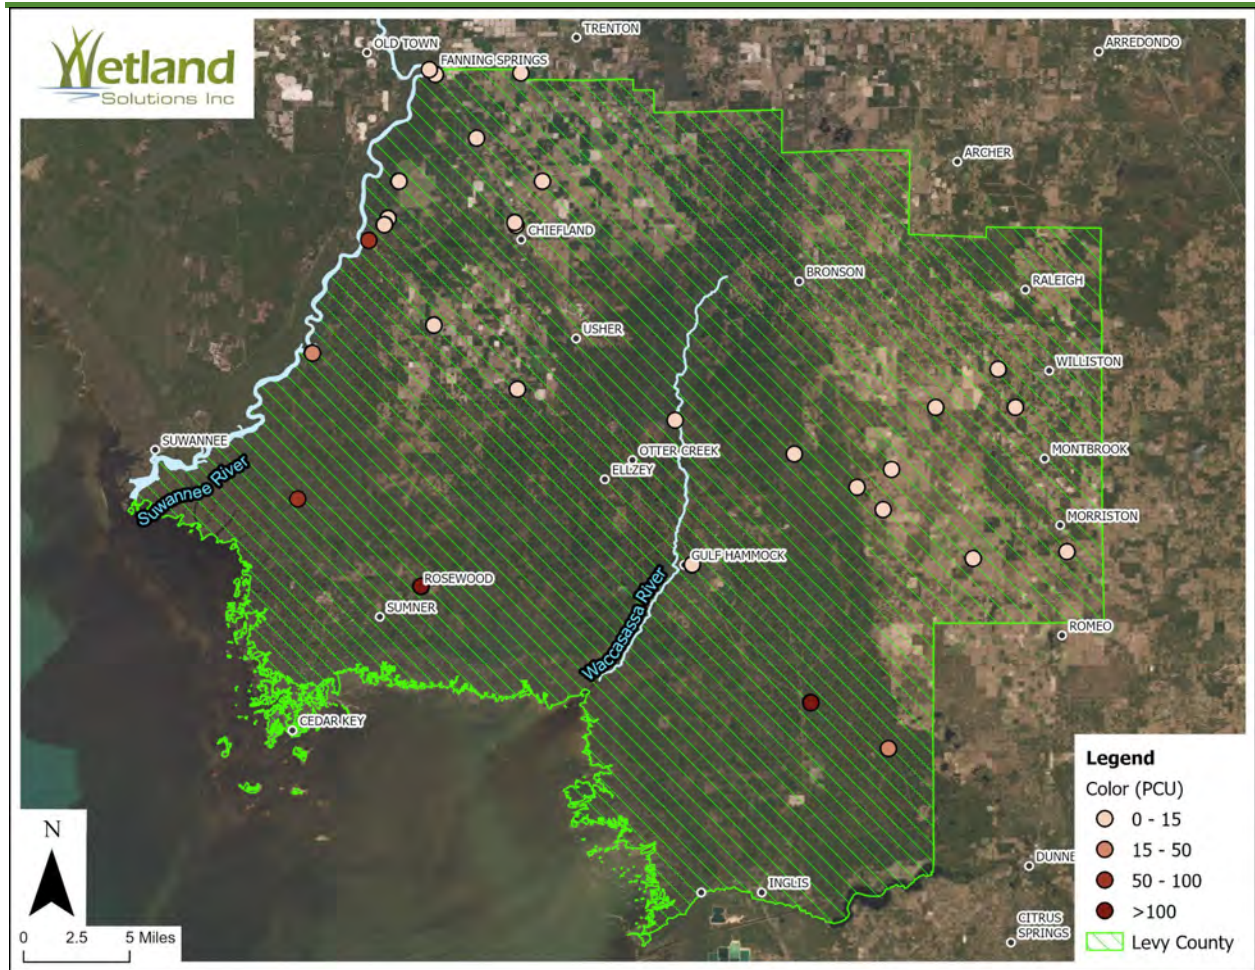 Wetland
Solutions Inc
TRENTON
OLD TOWN
ARREDONDO
FANNING SPRINGS
ARCHER
CHIEFLAND
BRONSON
RALEIGH
USHER
WILLISTON
SUWANNEE
OTTER CREEK
MONTBROOK
ELLZEY
Suwannee River
MORRISTON
GULF HAMMOCK
ROSEWOOD
SUMNER
Waccasassa River
ROMEO
CEDAR KEY
Legend
Color (PCU)
0 - 15
15 - 50
50 - 100
>100
Levy County
N
0 2.5 5 Miles
DUNNE
INGLIS
CITRUS
SPRINGS